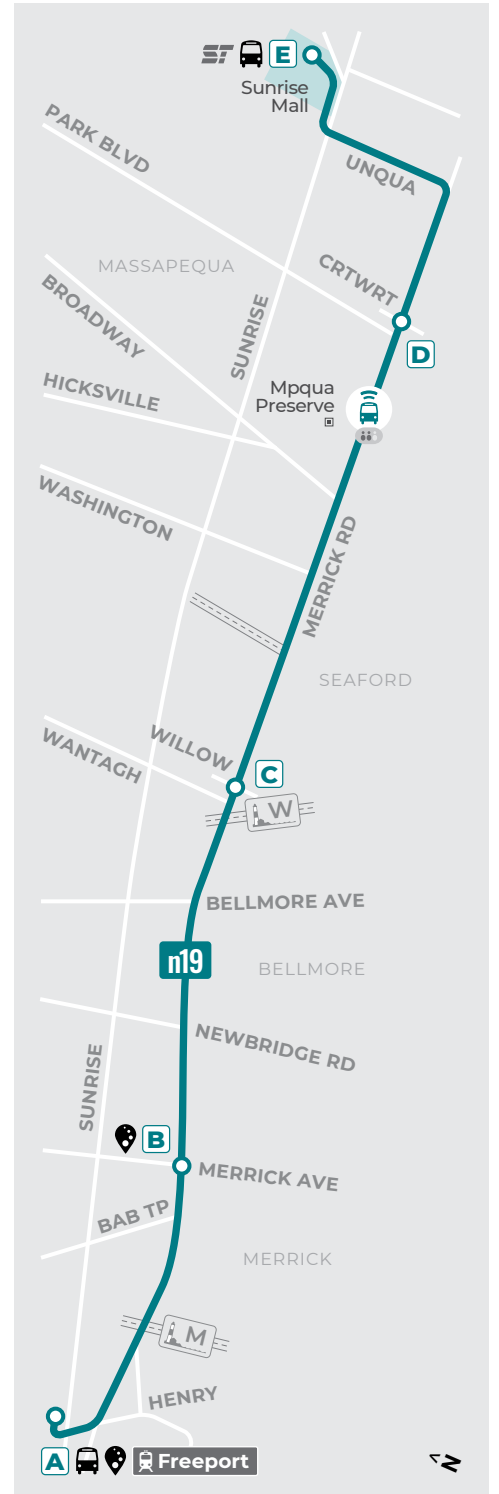 ST E
Sunrise
Mall
PARK BLVD
UNQUA
MASSAPEQUA
CRTWRT
BROADWAY
SUNRISE
D
HICKSVILLE
Mpqua
Preserve
WASHINGTON
MERRICK RD
SEAFORD
WILLOW
WANTAGH
C
W
BELLMORE AVE
n19
BELLMORE
NEWBRIDGE RD
SUNRISE
B
MERRICK AVE
BAB TP
MERRICK
M
HENRY
A Freeport
N